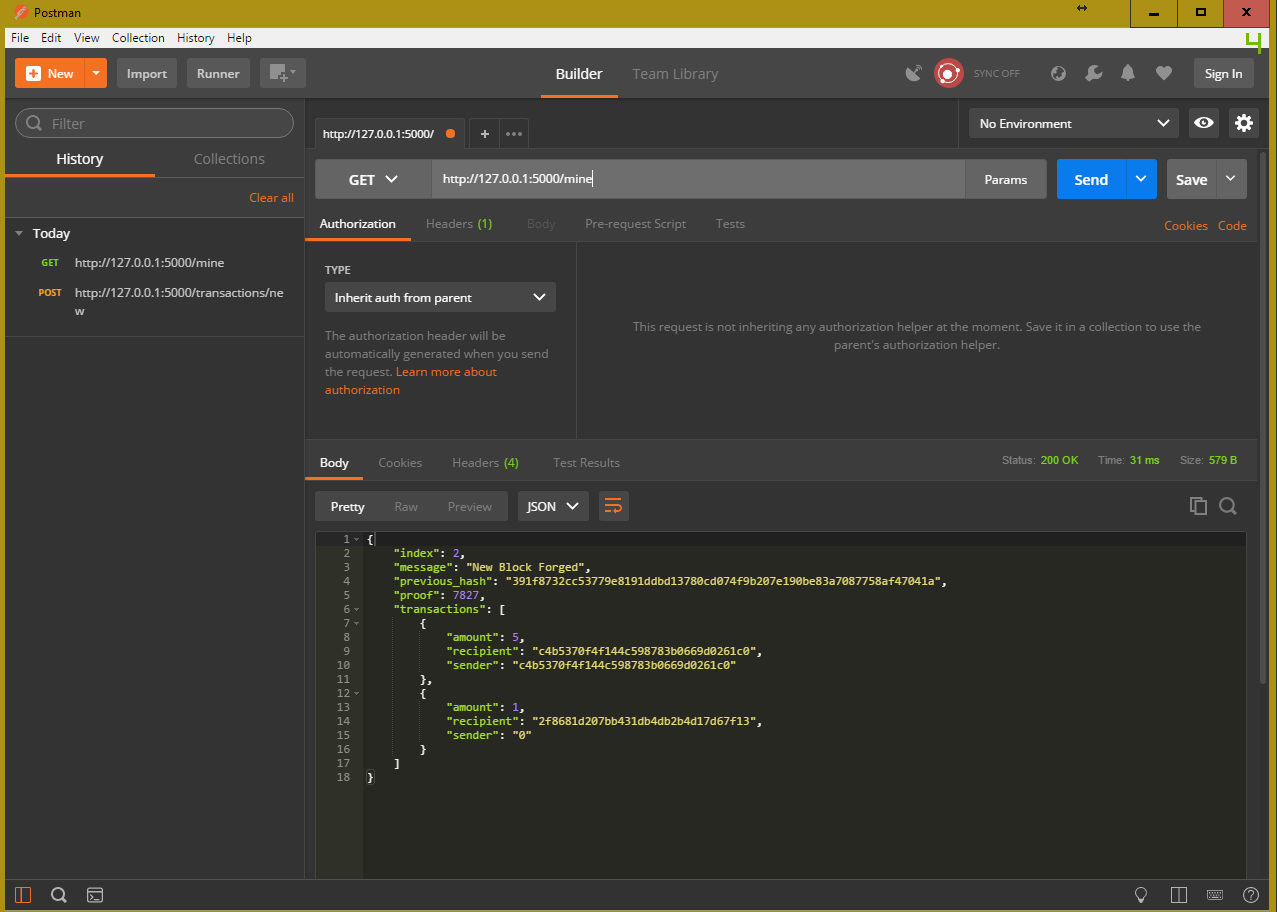 Postman
File Edit View Collection History Help
4
New Import Runner Builder Team Library SYNC OFF Sign In
Filter
History Collections
Clear all
Today
GET http://127.0.0.1:5000/mine
POST http://127.0.0.1:5000/transactions/ne
w
http://127.0.0.1:5000/ + ••• No Environment
GET http://127.0.0.1:5000/mine Params Send Save
Authorization Headers (1) Body Pre-request Script Tests Cookies Code
TYPE
Inherit auth from parent
The authorization header will be
automatically generated when you send
the request. Learn more about
authorization
This request is not inheriting any authorization helper at the moment. Save it in a collection to use the
parent's authorization helper.
Body Cookies Headers (4) Test Results Status: 200 OK Time: 31 ms Size: 579 B
Pretty Raw Preview JSON
1 {
2 "index": 2,
3 "message": "New Block Forged",
4 "previous_hash": "391f8732cc53779e8191ddbd13780cd074f9b207e190be83a7087758af47041a",
5 "proof": 7827,
6 "transactions": [
7 {
8 "amount": 5,
9 "recipient": "c4b5370f4f144c598783b0669d0261c0",
10 "sender": "c4b5370f4f144c598783b0669d0261c0"
11 },
12 {
13 "amount": 1,
14 "recipient": "2f8681d207bb431db4db2b4d17d67f13",
15 "sender": "0"
16 }
17 ]
18 }